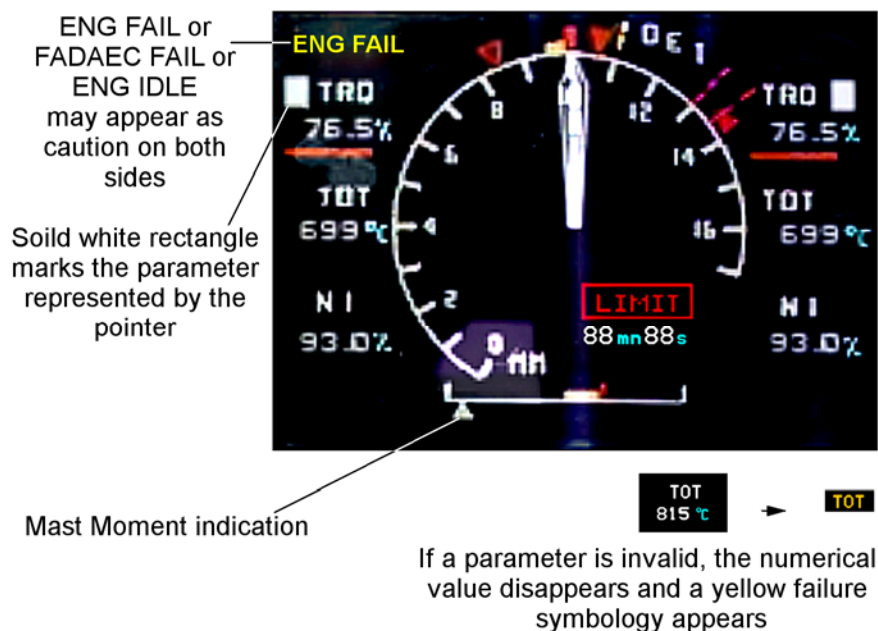 ENG FAIL or
FADAEC FAIL or
ENG IDLE
may appear as
caution on both
sides
Soild white rectangle
marks the parameter
represented by the
pointer
Mast Moment indication
ENG FAIL
TRQ
76.5%
TOT
699°C
N1
93.0%
0
2
4
6
8
12
14
16
MM
LIMIT
88mn88s
TRQ
76.5%
TOT
699°C
N1
93.0%
TOT
815°C
TOT
If a parameter is invalid, the numerical
value disappears and a yellow failure
symbology appears